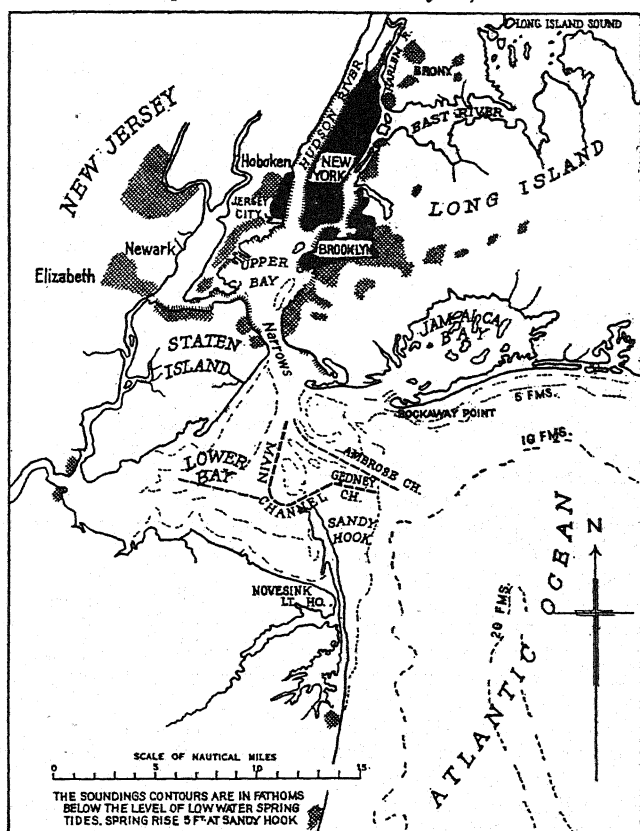 LONG ISLAND SOUND
HARLEM R.
BRONY
HUDSON RIVER
EAST RIVER
NEW JERSEY
Hoboken
NEW
YORK
LONG ISLAND
JERSEY
CITY
Newark
BROOKLYN
Elizabeth
UPPER
BAY
JAMAICA
BAY
Narrows
STATEN
ISLAND
5 FMS.
ROCKAWAY POINT
10 FMS.
LOWER
BAY
MAIN
CHANNEL
AMBROSE CH.
GEDNEY
CH.
SANDY
HOOK
N
ATLANTIC OCEAN
NOVESINK
LT. HO.
20 FMS.
SCALE OF NAUTICAL MILES
0 5 10 15
THE SOUNDINGS CONTOURS ARE IN FATHOMS
BELOW THE LEVEL OF LOW WATER SPRING
TIDES. SPRING RISE 5 FT. AT SANDY HOOK